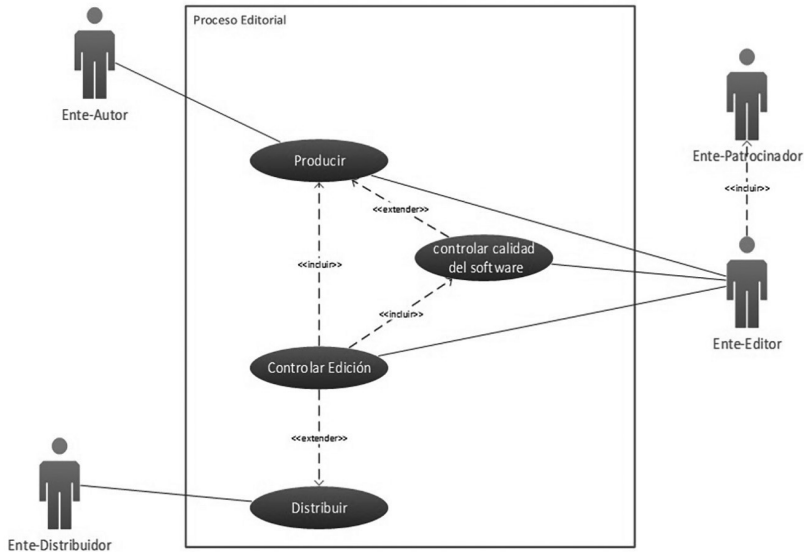 Proceso Editorial
Ente-Autor
Producir
Ente-Patrocinador
<<extender>>
<<incluir>>
controlar calidad
del software
<<incluir>>
<<incluir>>
Ente-Editor
Controlar Edición
<<extender>>
Distribuir
Ente-Distribuidor